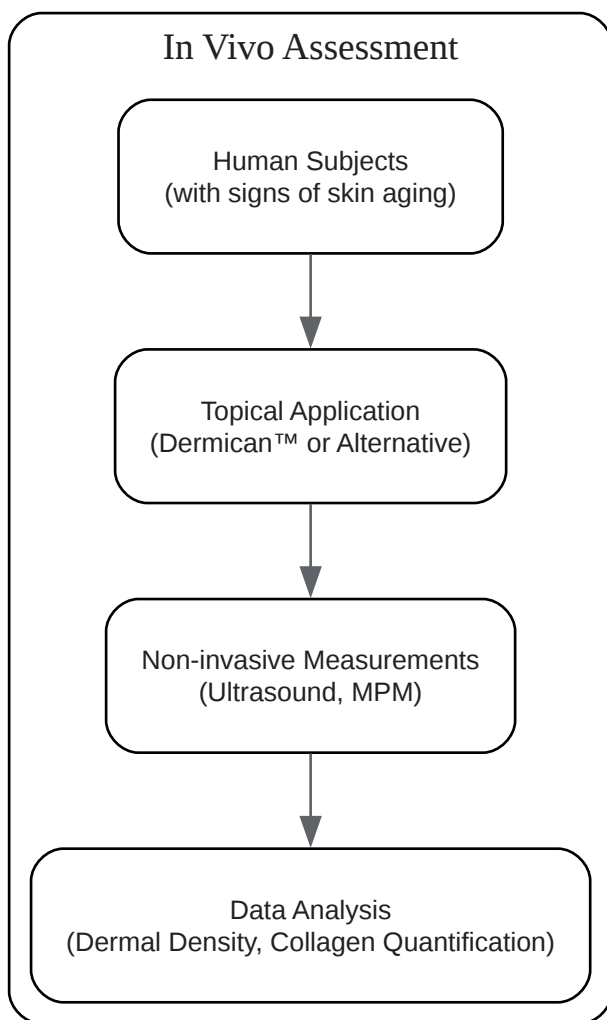 In Vivo Assessment
Human Subjects
(with signs of skin aging)
Topical Application
(Dermican™ or Alternative)
Non-invasive Measurements
(Ultrasound, MPM)
Data Analysis
(Dermal Density, Collagen Quantification)